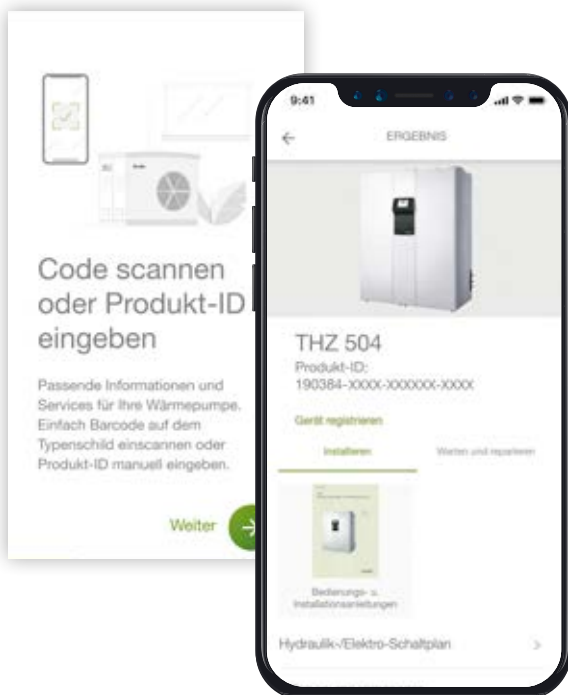 Code scannen
oder Produkt-ID
eingeben
Passende Informationen und
Services für Ihre Wärmepumpe.
Einfach Barcode auf dem
Typenschild einscannen oder
Produkt-ID manuell eingeben.
Weiter
9:41
ERGEBNIS
THZ 504
Produkt-ID:
190384-XXXX-XXXXXX-XXXX
Gerät registrieren
Installieren
Warten und reparieren
Bedienungs- u.
Installationsanleitungen
Hydraulik-/Elektro-Schaltplan